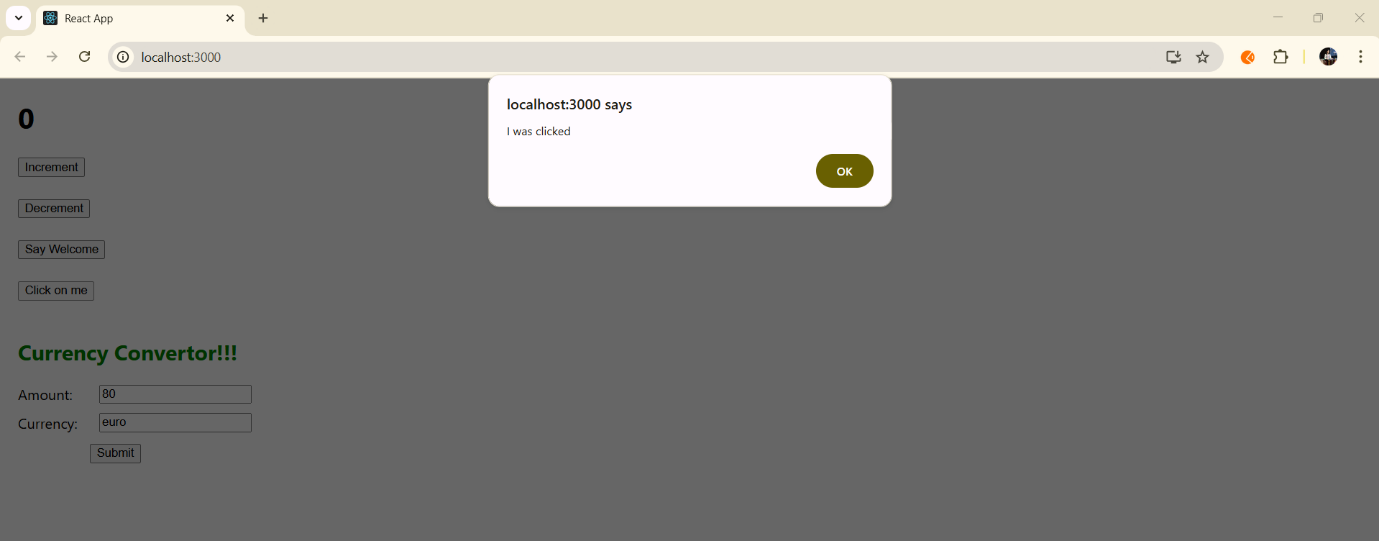 React App
localhost:3000
localhost:3000 says
I was clicked
OK
0
Increment
Decrement
Say Welcome
Click on me
Currency Convertor!!!
Amount: 80
Currency: euro
Submit